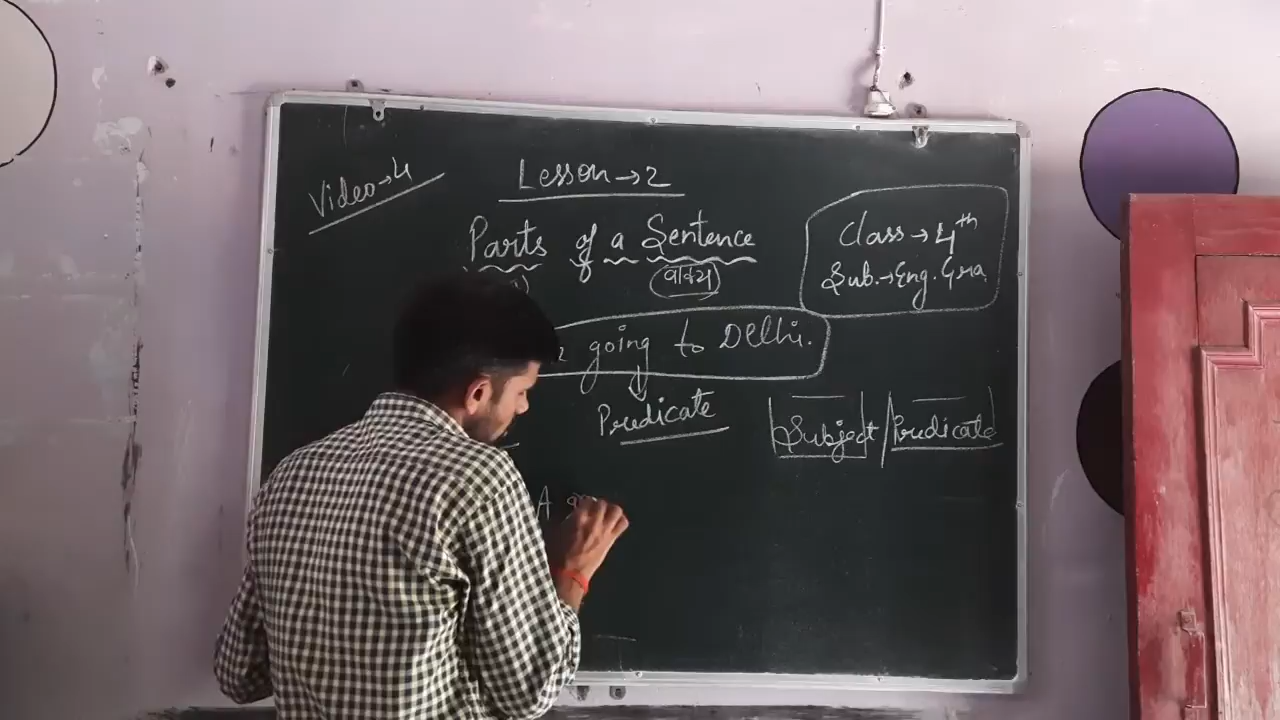 Video→4
Lesson→2
Parts of a Sentence
(वाक्य)
Class→4th
Sub.→Eng. Gra.
going to Delhi.
Predicate
Subject / Predicate
A